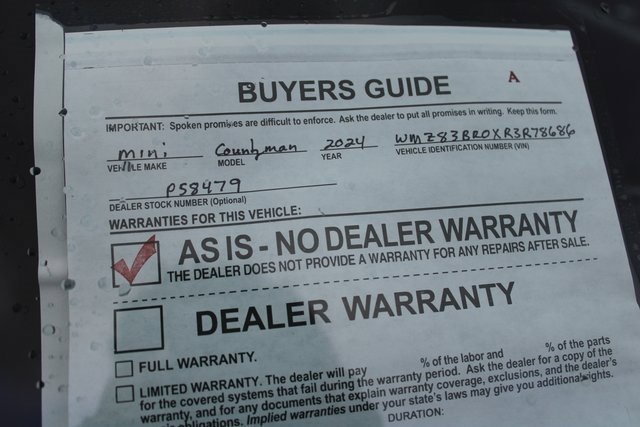 BUYERS GUIDE
A
IMPORTANT: Spoken promises are difficult to enforce. Ask the dealer to put all promises in writing. Keep this form.
Mini Countyman 2024 WMZ83BR0XR3R78686
VEHICLE MAKE MODEL YEAR VEHICLE IDENTIFICATION NUMBER (VIN)
PS8479
DEALER STOCK NUMBER (Optional)
WARRANTIES FOR THIS VEHICLE:
AS IS - NO DEALER WARRANTY
THE DEALER DOES NOT PROVIDE A WARRANTY FOR ANY REPAIRS AFTER SALE.
DEALER WARRANTY
FULL WARRANTY.
LIMITED WARRANTY. The dealer will pay % of the labor and % of the parts
for the covered systems that fail during the warranty period. Ask the dealer for a copy of the
warranty, and for any documents that explain warranty coverage, exclusions, and the dealer's
obligations. Implied warranties under your state's laws may give you additional rights.
DURATION: